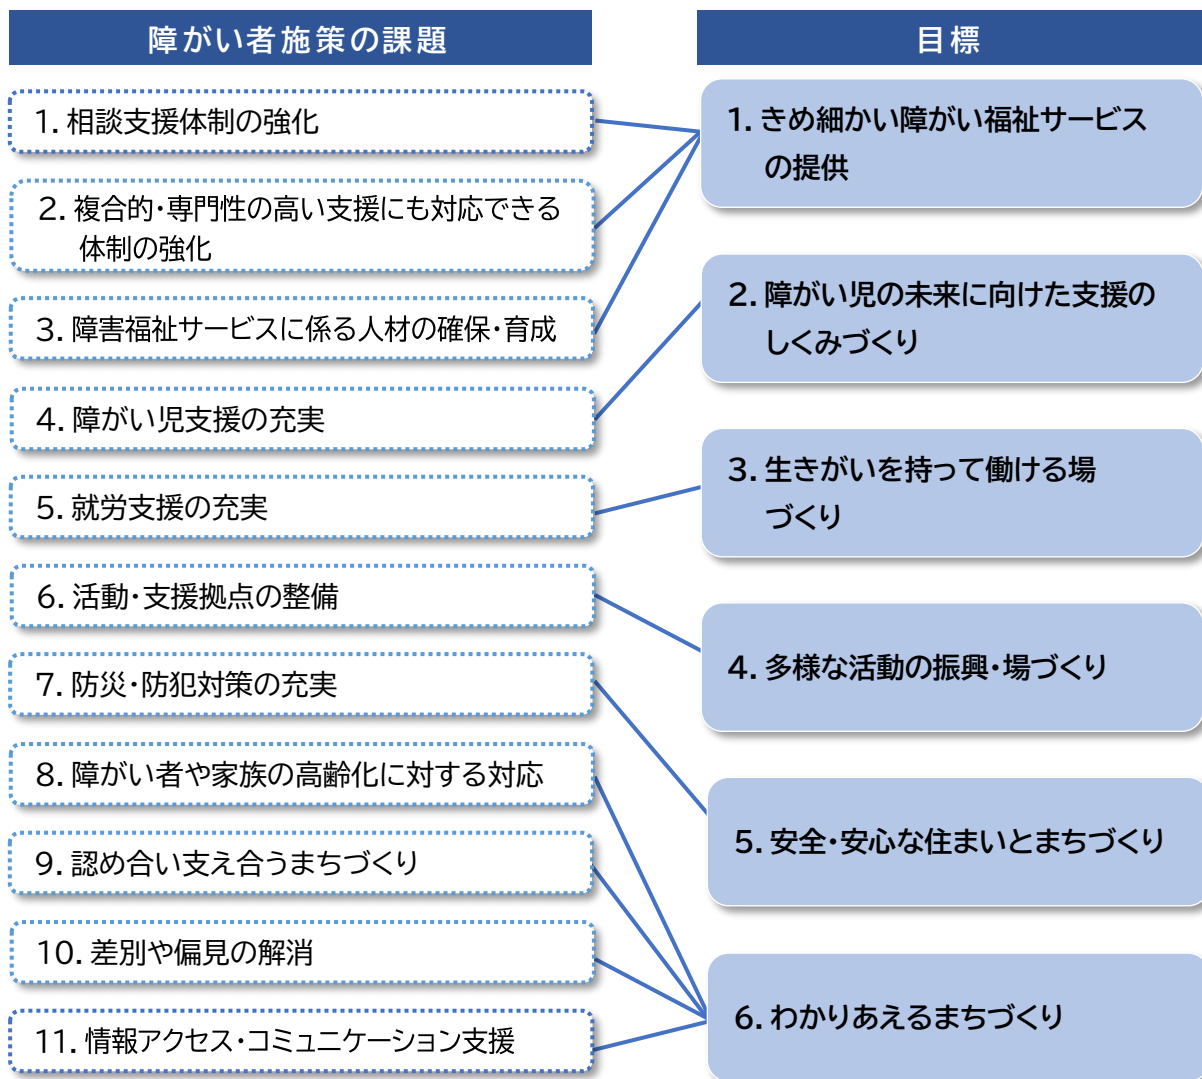 障がい者施策の課題
1. 相談支援体制の強化
2. 複合的・専門性の高い支援にも対応できる
体制の強化
3. 障害福祉サービスに係る人材の確保・育成
4. 障がい児支援の充実
5. 就労支援の充実
6. 活動・支援拠点の整備
7. 防災・防犯対策の充実
8. 障がい者や家族の高齢化に対する対応
9. 認め合い支え合うまちづくり
10. 差別や偏見の解消
11. 情報アクセス・コミュニケーション支援
目標
1. きめ細かい障がい福祉サービス
の提供
2. 障がい児の未来に向けた支援の
しくみづくり
3. 生きがいを持って働ける場
づくり
4. 多様な活動の振興・場づくり
5. 安全・安心な住まいとまちづくり
6. わかりあえるまちづくり